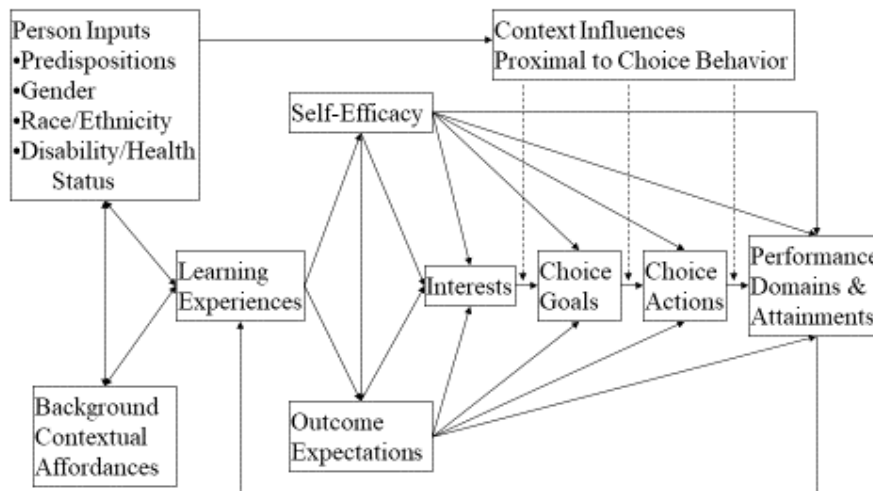 Person Inputs
•Predispositions
•Gender
•Race/Ethnicity
•Disability/Health
Status
Context Influences
Proximal to Choice Behavior
Self-Efficacy
Learning
Experiences
Interests
Choice
Goals
Choice
Actions
Performance
Domains &
Attainments
Background
Contextual
Affordances
Outcome
Expectations